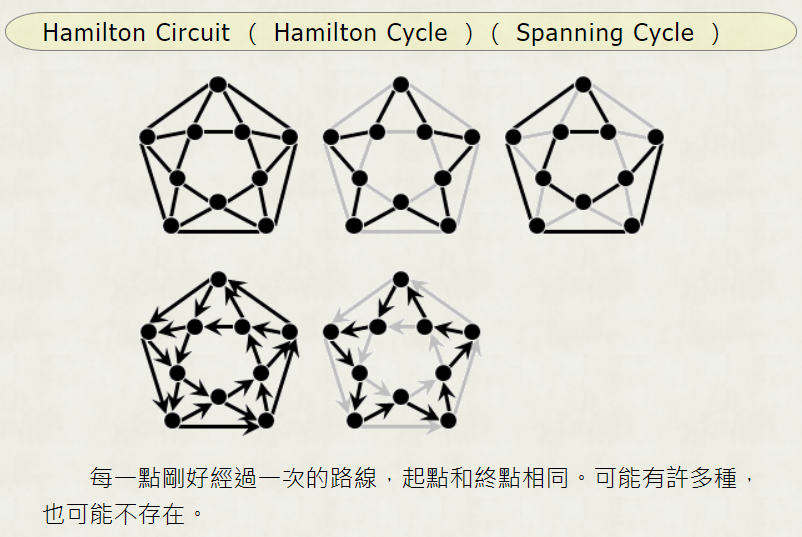 Hamilton Circuit ( Hamilton Cycle ) ( Spanning Cycle )
每一點剛好經過一次的路線，起點和終點相同。可能有許多種，
也可能不存在。